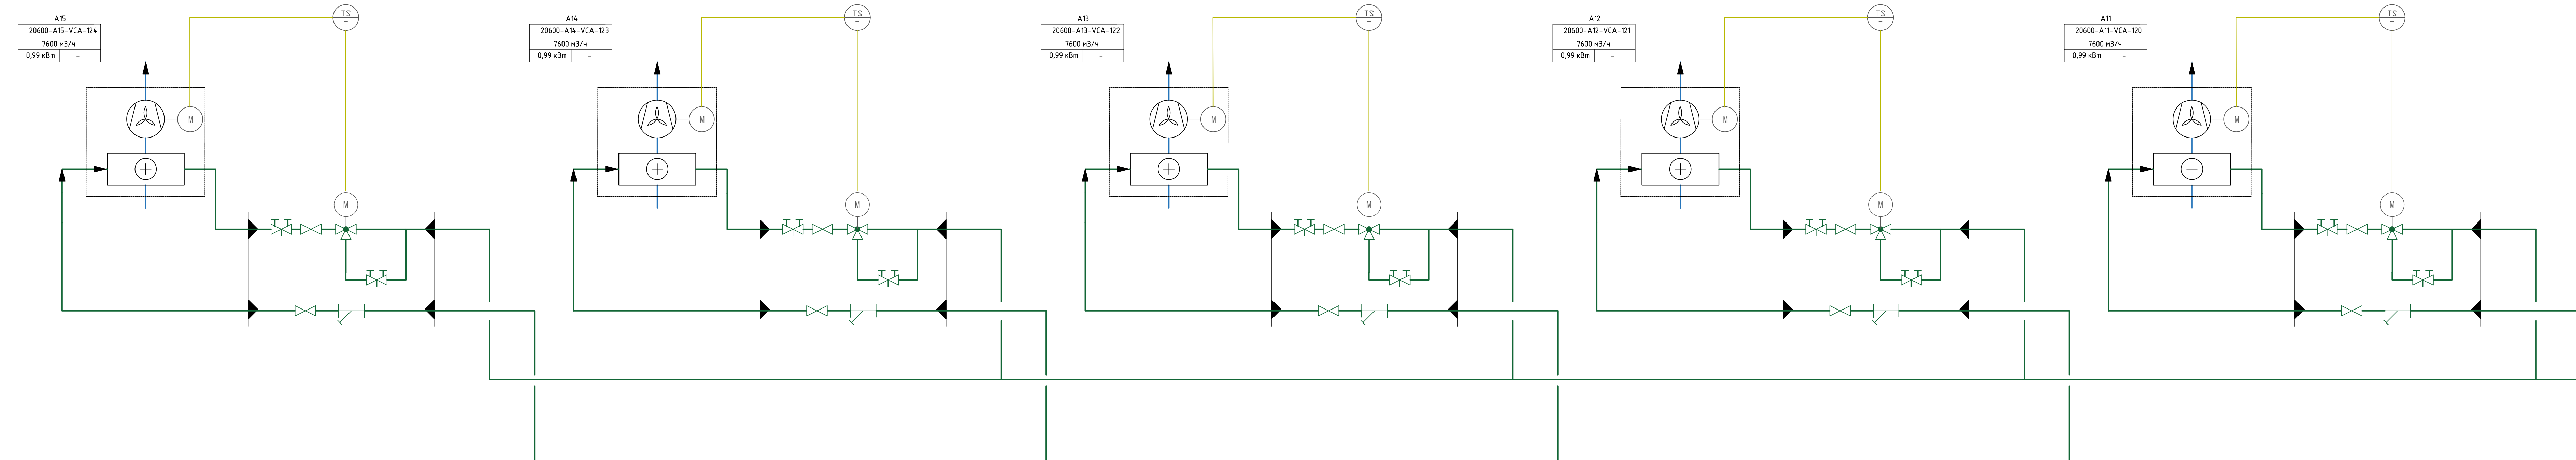 A15
20600-A15-VCA-124
7600 м3/ч
0,99 кВт -
TS
-
M
M
A14
20600-A14-VCA-123
7600 м3/ч
0,99 кВт -
TS
-
M
M
A13
20600-A13-VCA-122
7600 м3/ч
0,99 кВт -
TS
-
M
M
A12
20600-A12-VCA-121
7600 м3/ч
0,99 кВт -
TS
-
M
M
A11
20600-A11-VCA-120
7600 м3/ч
0,99 кВт -
TS
-
M
M